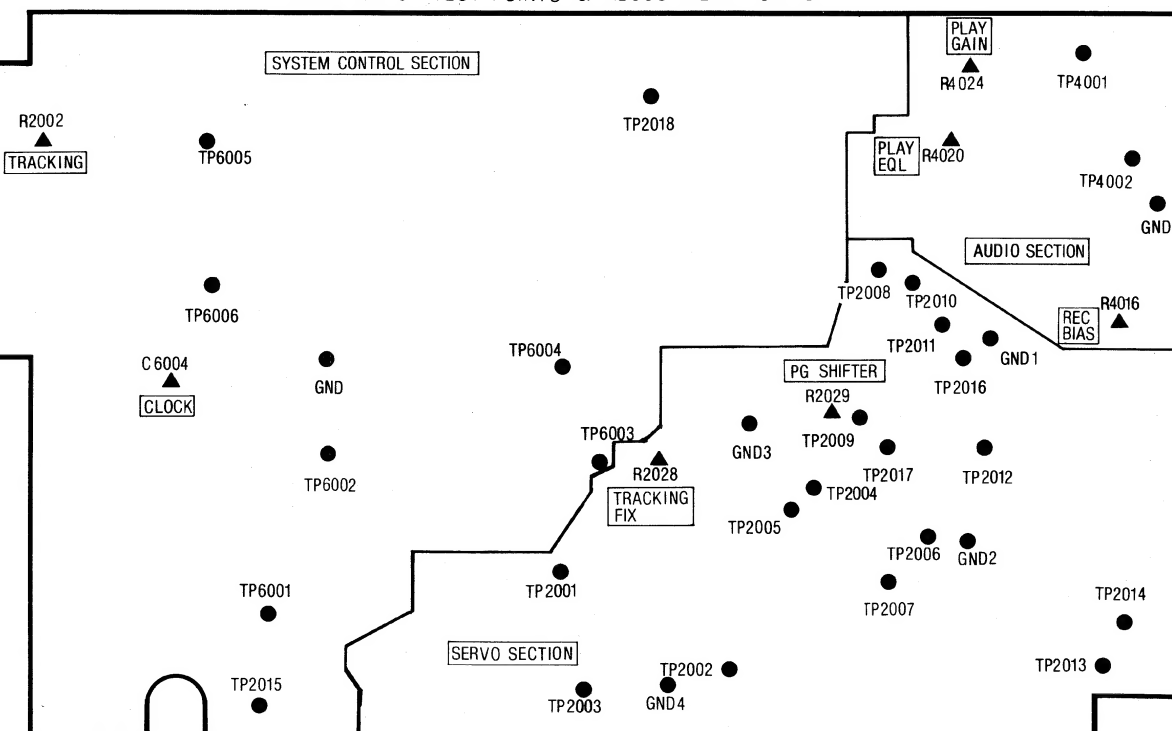 SYSTEM CONTROL SECTION
PLAY
GAIN
R4024
TP4001
R2002
TRACKING
TP6005
TP2018
PLAY
EQL
R4020
TP4002
GND
AUDIO SECTION
TP6006
TP2008
TP2010
R4016
REC
BIAS
TP2011
GND1
TP2016
C6004
CLOCK
GND
TP6004
PG SHIFTER
R2029
TP2009
TP6003
GND3
TP2017
TP2012
TP6002
R2028
TRACKING
FIX
TP2004
TP2005
TP2006
GND2
TP2001
TP2007
TP6001
TP2014
SERVO SECTION
TP2002
TP2013
TP2015
TP2003
GND4